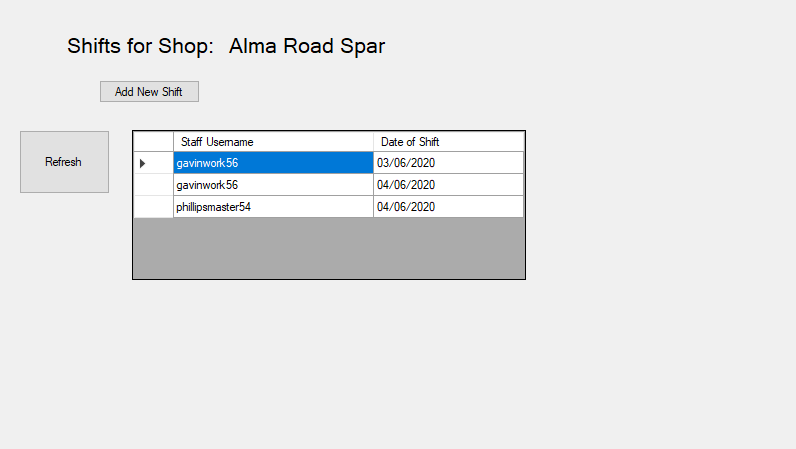 Shifts for Shop: Alma Road Spar
Add New Shift
Refresh
Staff Username Date of Shift
gavinwork56 03/06/2020
gavinwork56 04/06/2020
phillipsmaster54 04/06/2020